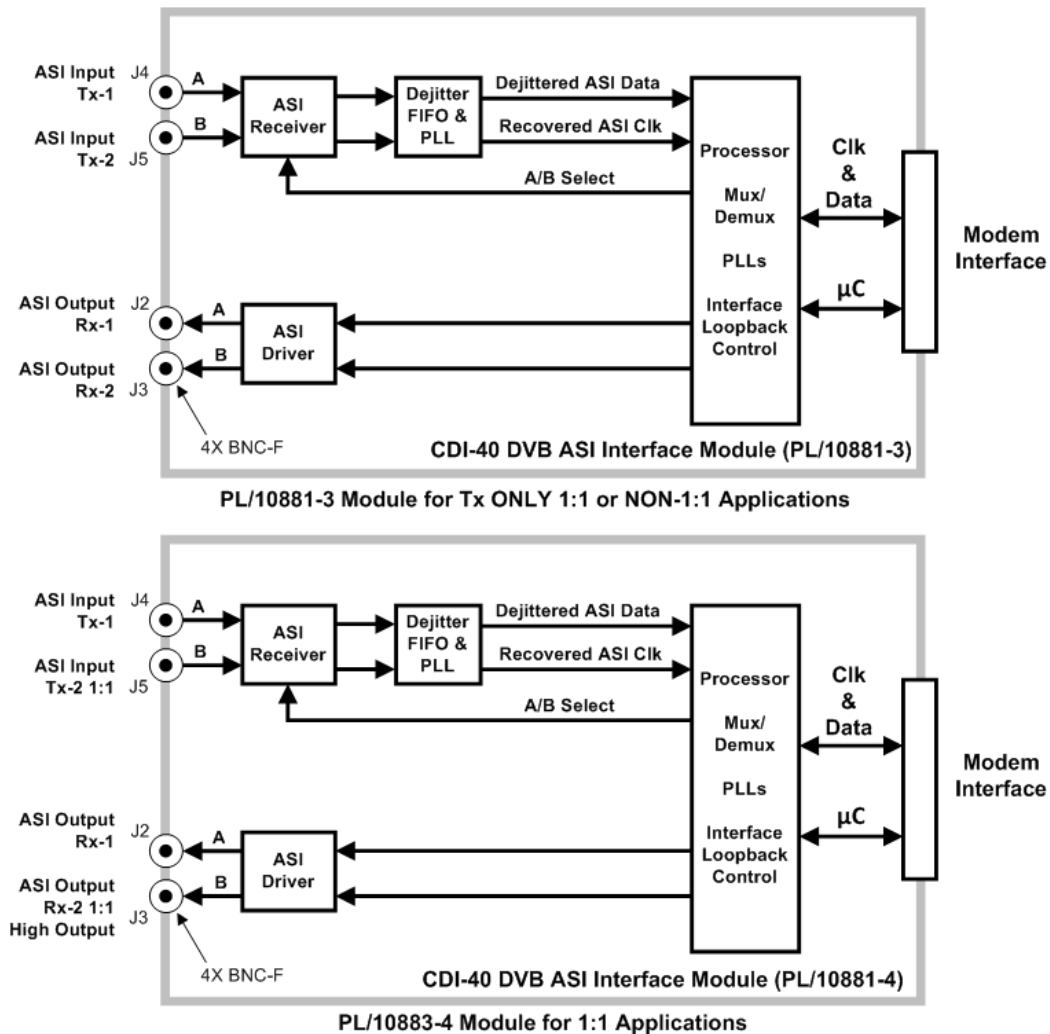 ASI Input
Tx-1
J4
A
ASI Input
Tx-2
J5
B
ASI
Receiver
Dejitter
FIFO &
PLL
Dejittered ASI Data
Recovered ASI Clk
A/B Select
Processor
Mux/
Demux
PLLs
Interface
Loopback
Control
Clk
&
Data
µC
Modem
Interface
ASI Output
Rx-1
J2
A
ASI Output
Rx-2
J3
B
ASI
Driver
4X BNC-F
CDI-40 DVB ASI Interface Module (PL/10881-3)
PL/10881-3 Module for Tx ONLY 1:1 or NON-1:1 Applications
ASI Input
Tx-1
J4
A
ASI Input
Tx-2 1:1
J5
B
ASI
Receiver
Dejitter
FIFO &
PLL
Dejittered ASI Data
Recovered ASI Clk
A/B Select
Processor
Mux/
Demux
PLLs
Interface
Loopback
Control
Clk
&
Data
µC
Modem
Interface
ASI Output
Rx-1
J2
A
ASI Output
Rx-2 1:1
High Output
J3
B
ASI
Driver
4X BNC-F
CDI-40 DVB ASI Interface Module (PL/10881-4)
PL/10883-4 Module for 1:1 Applications